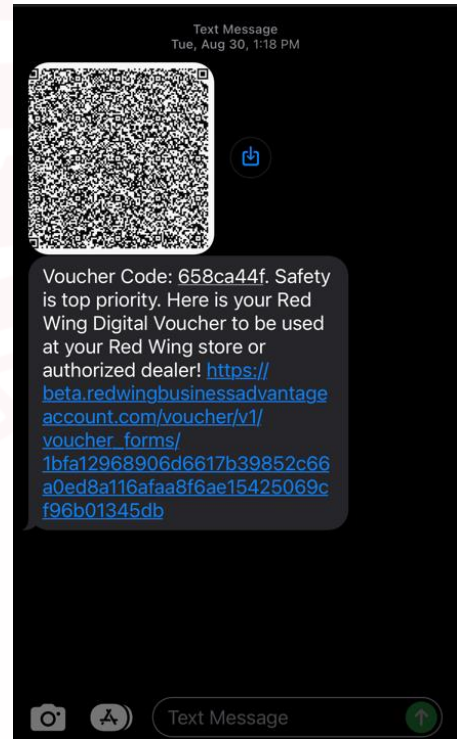 Text Message
Tue, Aug 30, 1:18 PM
Voucher Code: 658ca44f. Safety
is top priority. Here is your Red
Wing Digital Voucher to be used
at your Red Wing store or
authorized dealer! https://
beta.redwingbusinessadvantage
account.com/voucher/v1/
voucher_forms/
1bfa12968906d6617b39852c66
a0ed8a116afaa8f6ae15425069c
f96b01345db
Text Message